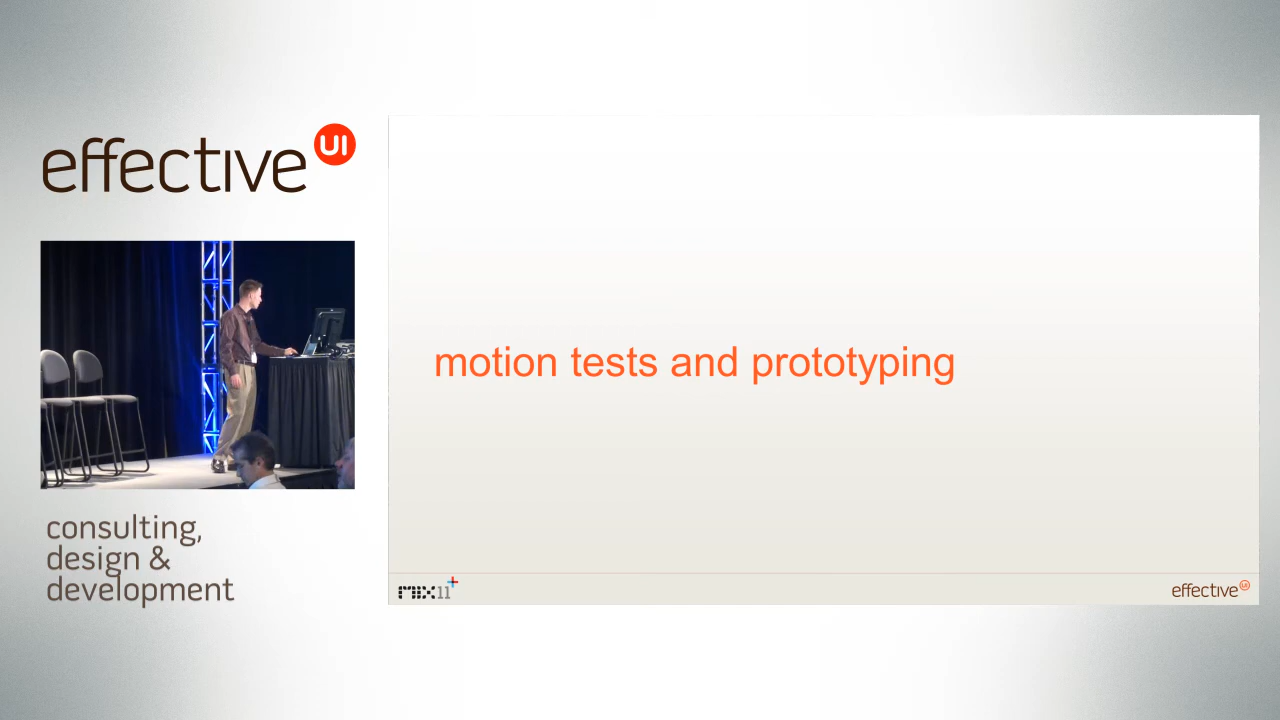 effective UI
consulting,
design &
development
motion tests and prototyping
MIX11
effective UI